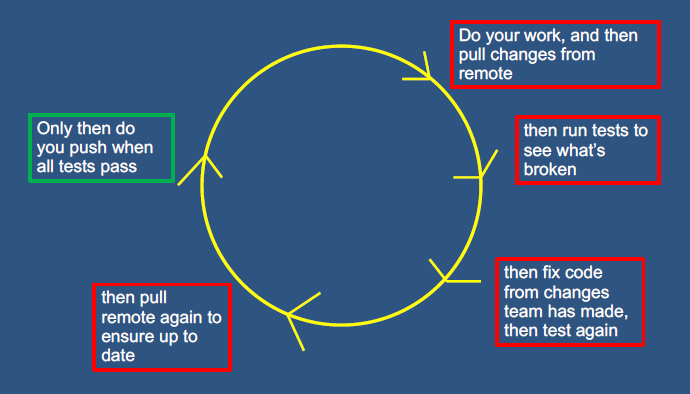 Do your work, and then
pull changes from
remote
then run tests to
see what's
broken
then fix code
from changes
team has made,
then test again
then pull
remote again to
ensure up to
date
Only then do
you push when
all tests pass